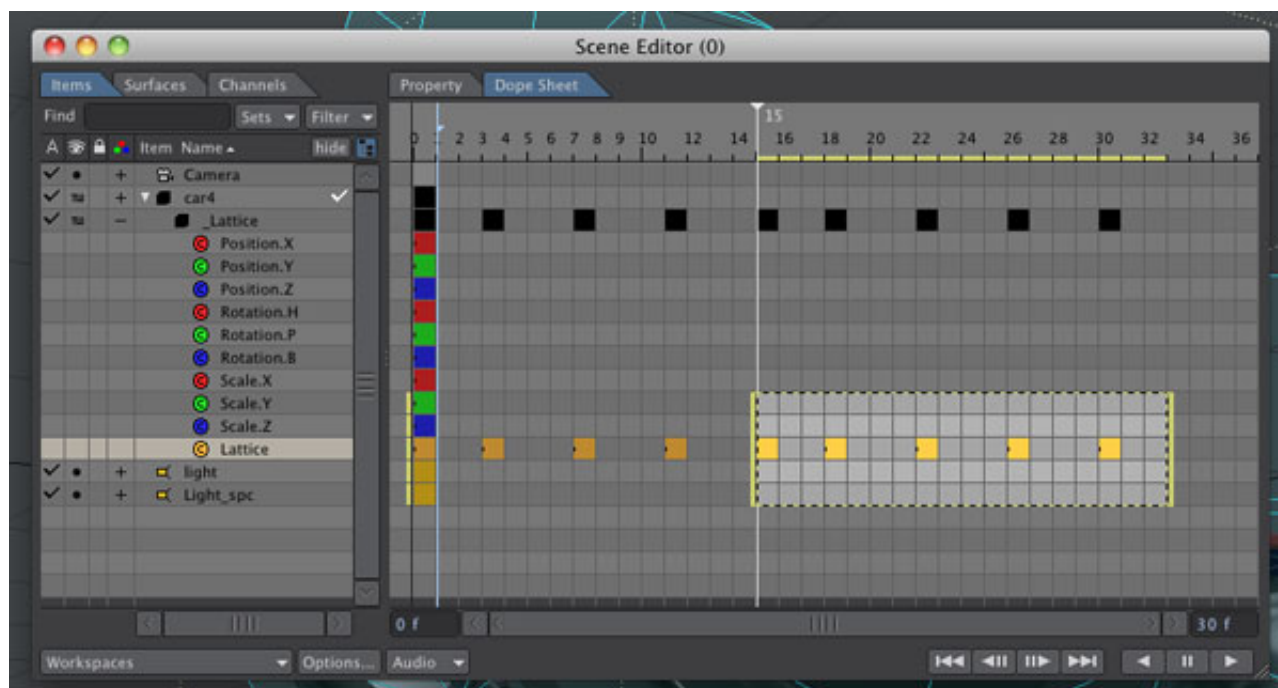 Scene Editor (0)
Items Surfaces Channels Property Dope Sheet
Find Sets Filter 15
A Item Name hide 0 1 2 3 4 5 6 7 8 9 10 12 14 16 18 20 22 24 26 28 30 32 34 36
+ Camera
+ car4
- _Lattice
C Position.X
C Position.Y
C Position.Z
C Rotation.H
C Rotation.P
C Rotation.B
C Scale.X
C Scale.Y
C Scale.Z
C Lattice
+ light
+ Light_spc
0 f 30 f
Workspaces Options... Audio